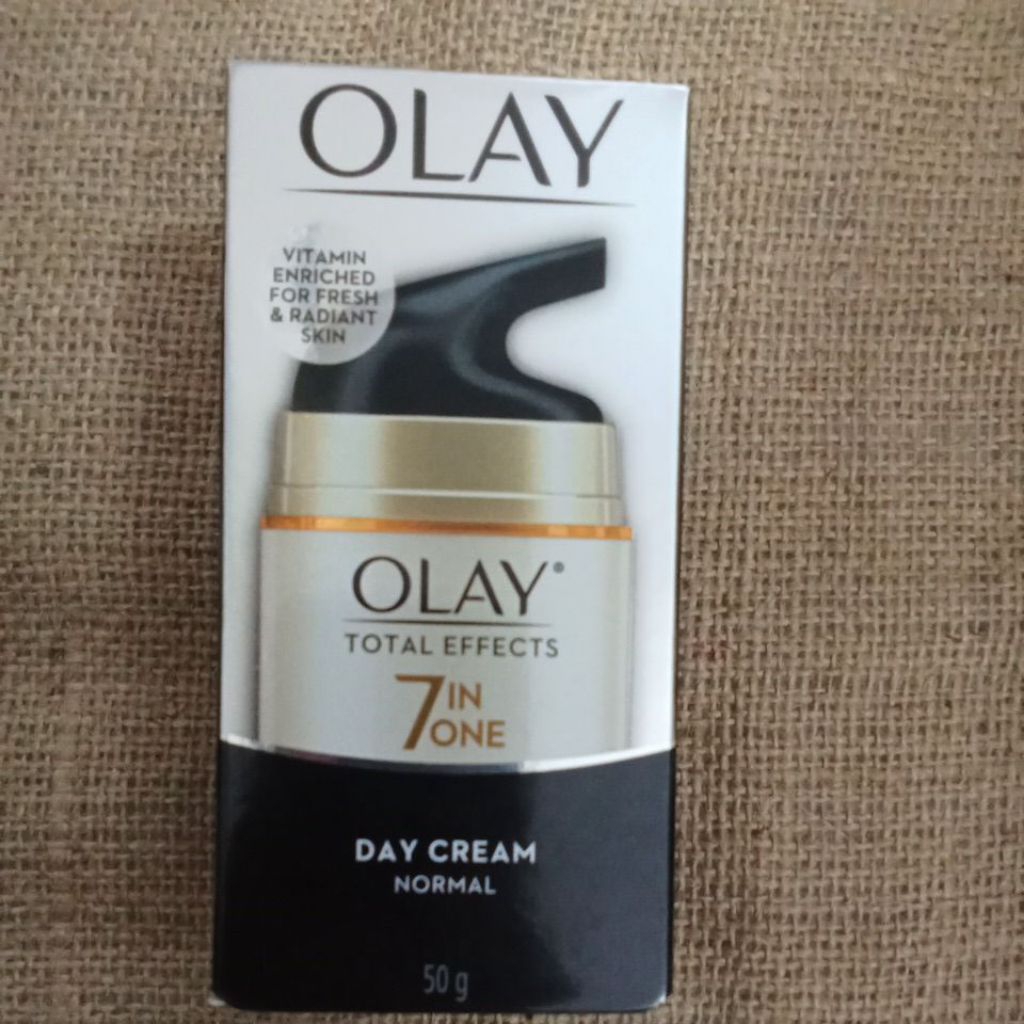 OLAY
VITAMIN
ENRICHED
FOR FRESH
& RADIANT
SKIN
OLAY®
TOTAL EFFECTS
7 IN
ONE
DAY CREAM
NORMAL
50 g